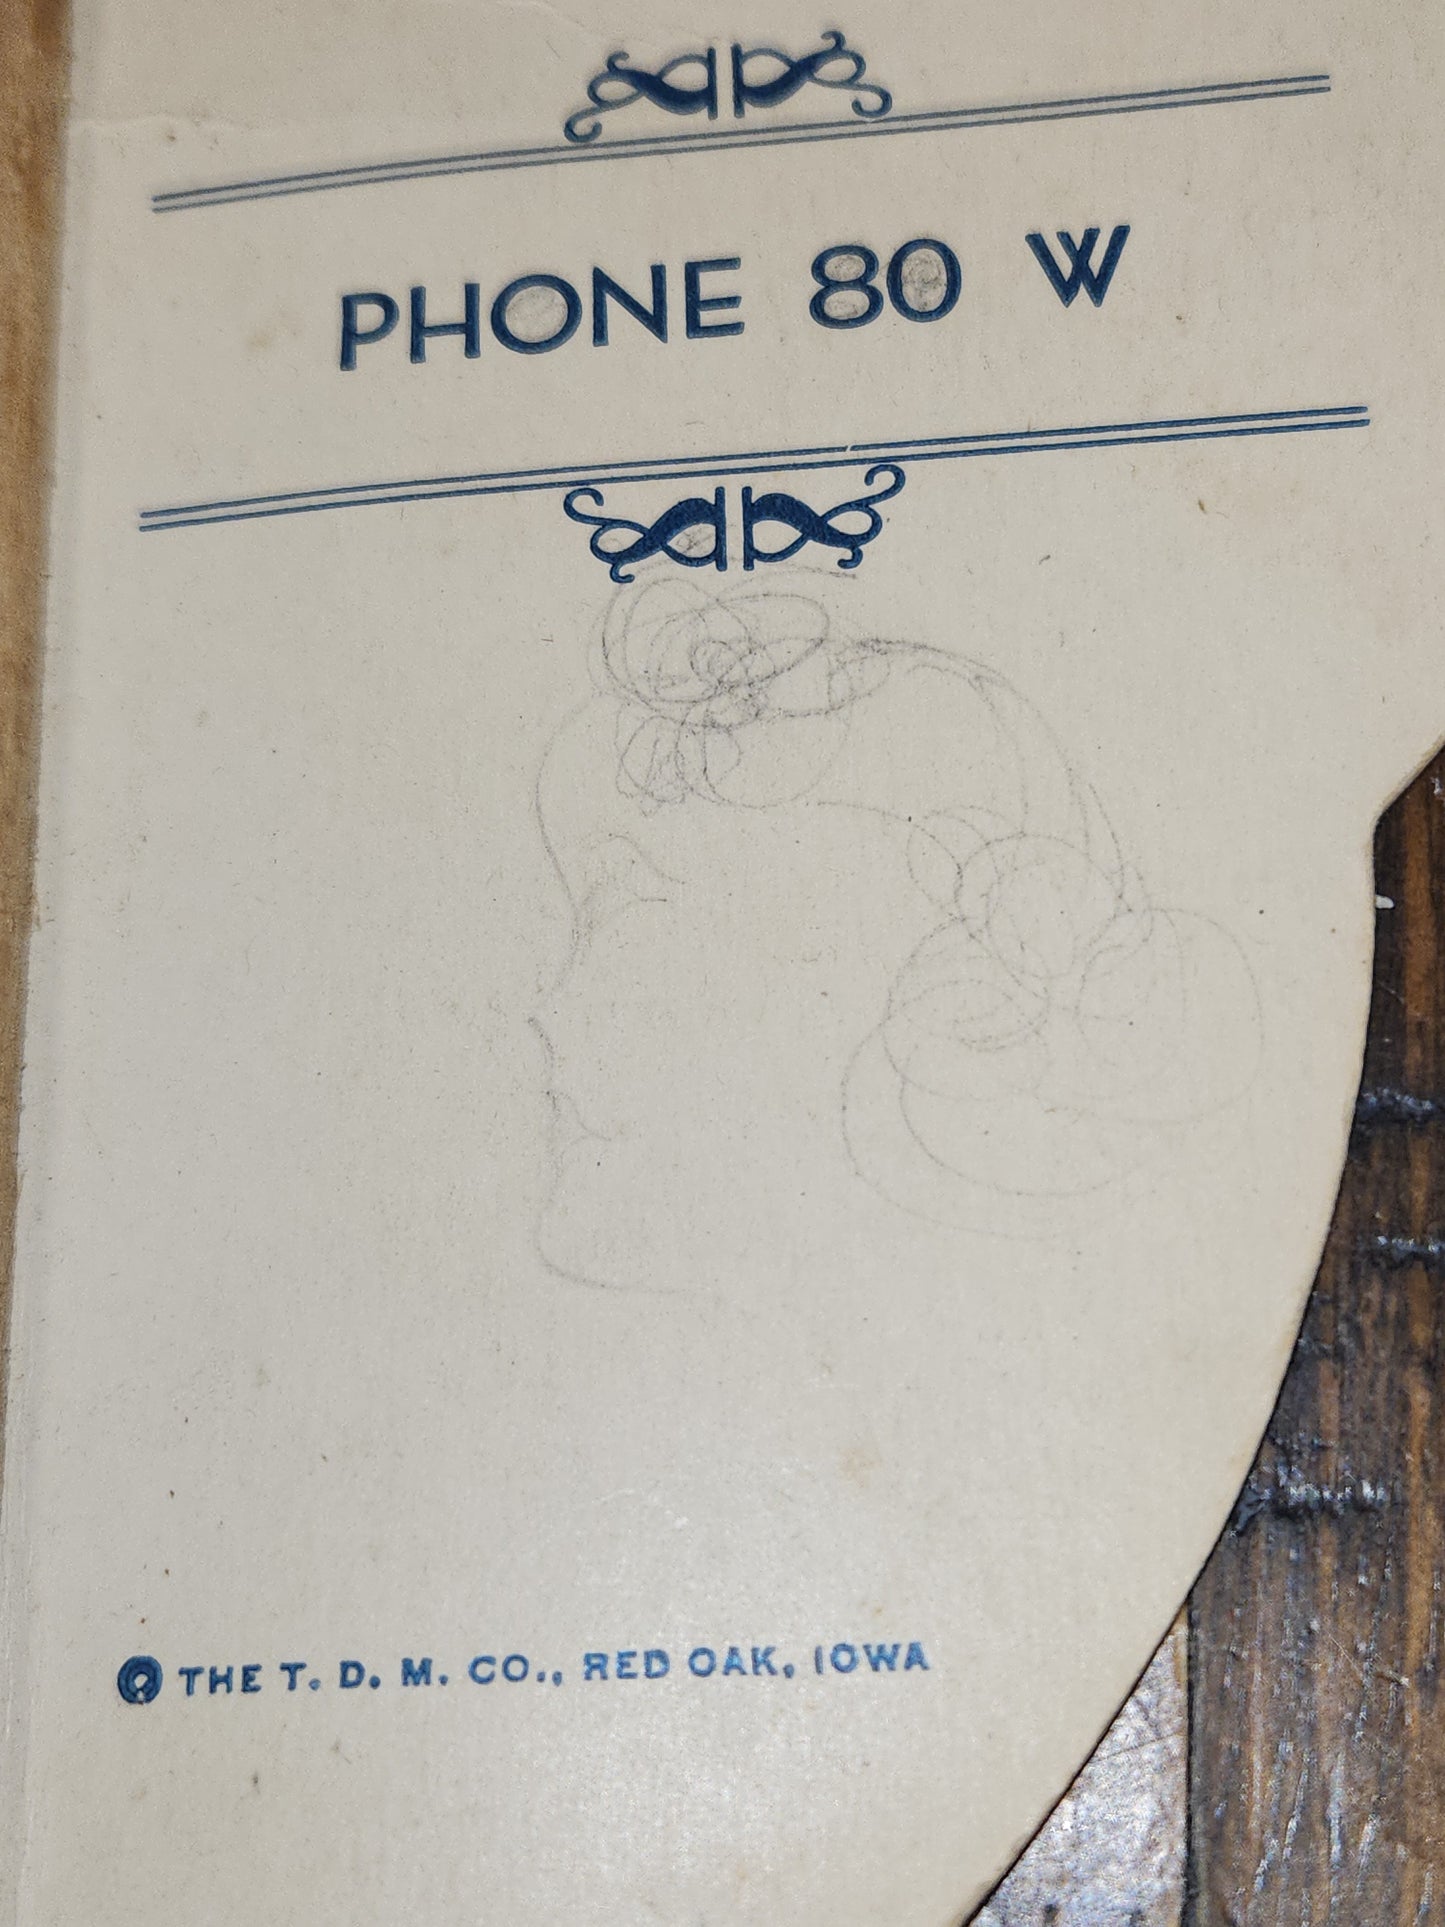 PHONE 80 W
THE T. D. M. CO., RED OAK, IOWA